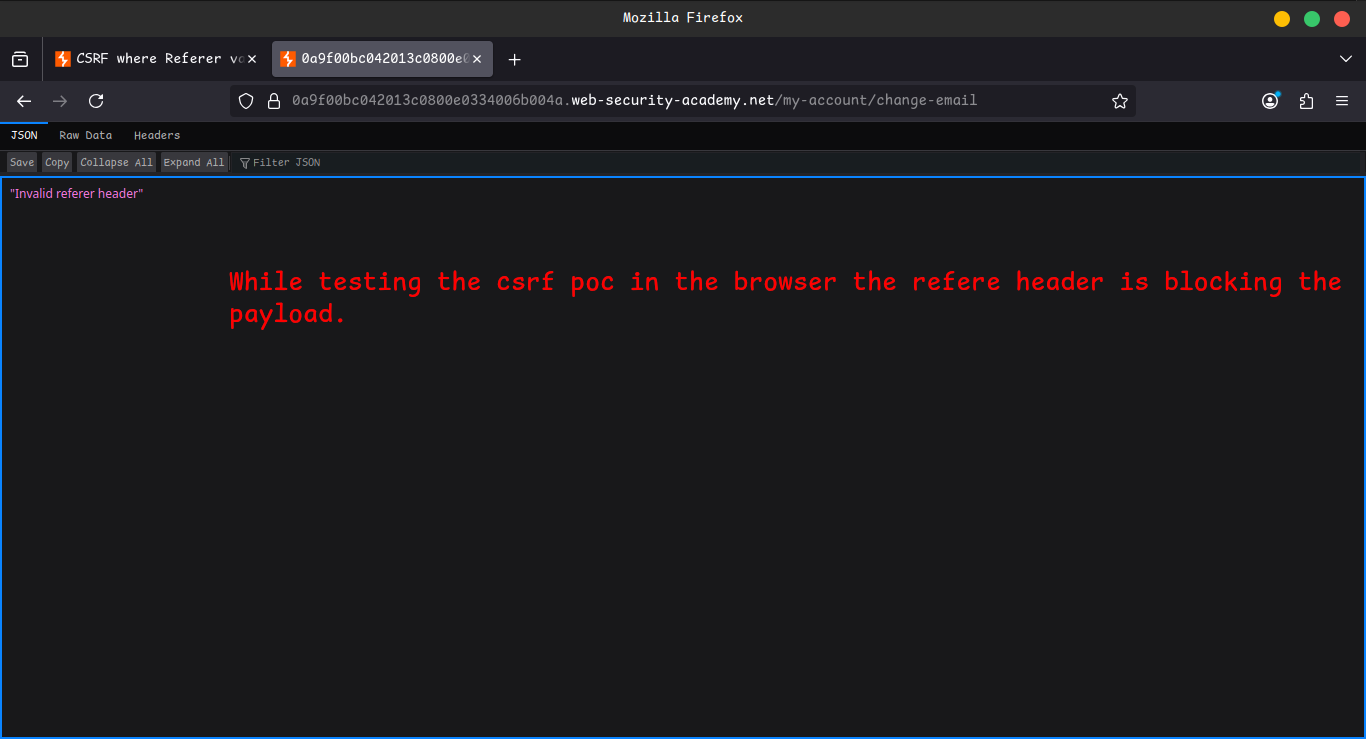 Mozilla Firefox
CSRF where Referer va
0a9f00bc042013c0800e0
0a9f00bc042013c0800e0334006b004a.web-security-academy.net/my-account/change-email
JSON Raw Data Headers
Save Copy Collapse All Expand All Filter JSON
"Invalid referer header"
While testing the csrf poc in the browser the refere header is blocking the
payload.